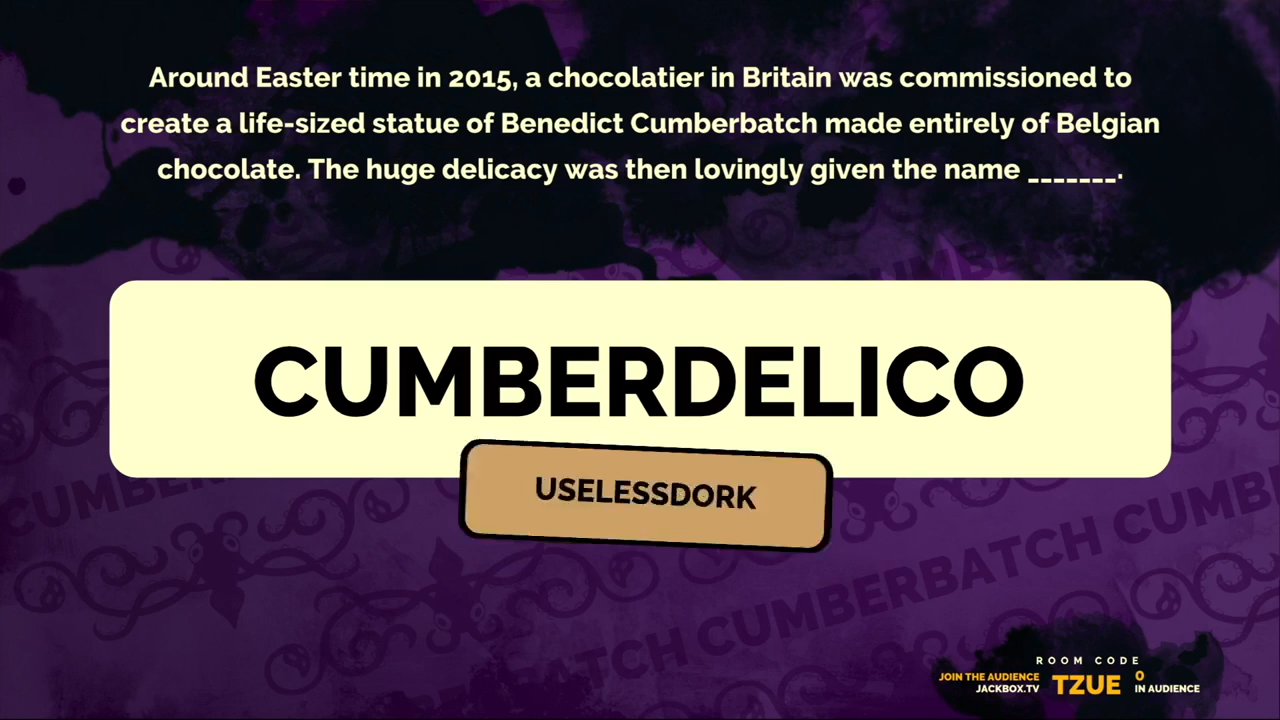 Around Easter time in 2015, a chocolatier in Britain was commissioned to
create a life-sized statue of Benedict Cumberbatch made entirely of Belgian
chocolate. The huge delicacy was then lovingly given the name _______.
CUMBERDELICO
USELESSDORK
CUMBERBATCH CUMB
ROOM CODE
JOIN THE AUDIENCE
JACKBOX.TV
TZUE
0
IN AUDIENCE